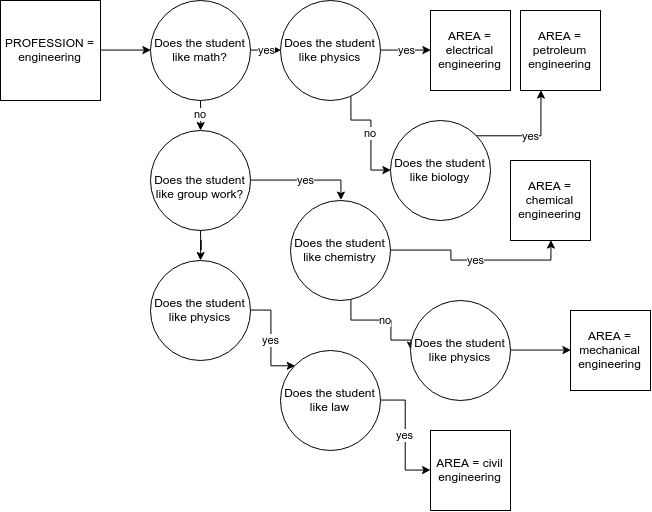 PROFESSION =
engineering
Does the student
like math?
yes
Does the student
like physics
yes
AREA =
electrical
engineering
AREA =
petroleum
engineering
no
no
yes
Does the student
like biology
Does the student
like group work?
yes
AREA =
chemical
engineering
Does the student
like chemistry
yes
Does the student
like physics
no
yes
Does the student
like physics
AREA =
mechanical
engineering
Does the student
like law
yes
AREA = civil
engineering